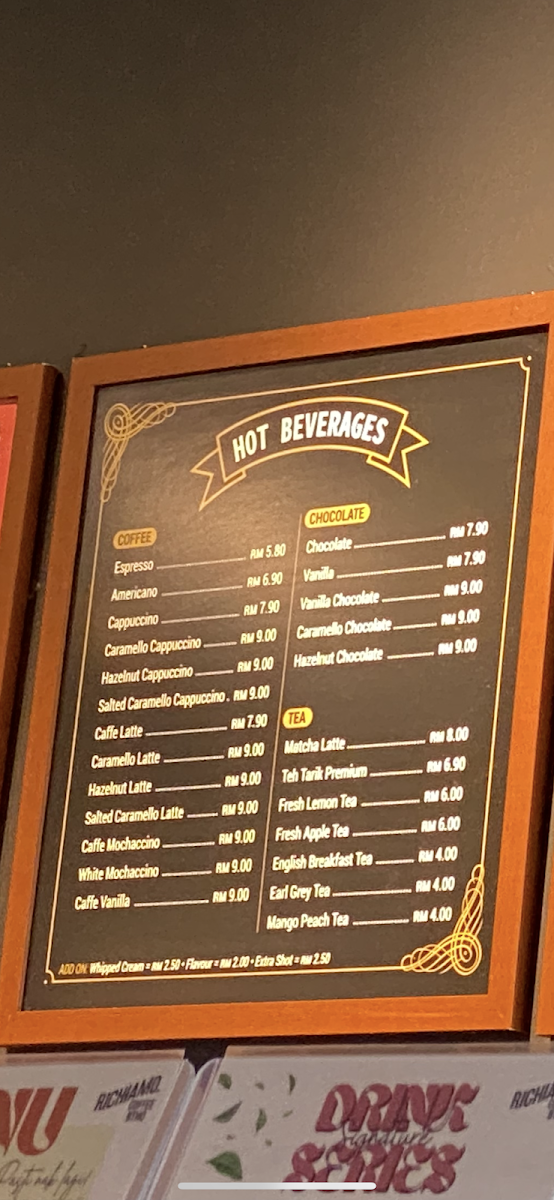 HOT BEVERAGES
COFFEE
Espresso RM 5.80
Americano RM 6.90
Cappuccino RM 7.90
Caramello Cappuccino RM 9.00
Hazelnut Cappuccino RM 9.00
Salted Caramello Cappuccino RM 9.00
Caffe Latte RM 7.90
Caramello Latte RM 9.00
Hazelnut Latte RM 9.00
Salted Caramello Latte RM 9.00
Caffe Mochaccino RM 9.00
White Mochaccino RM 9.00
Caffe Vanilla RM 9.00
CHOCOLATE
Chocolate RM 7.90
Vanilla RM 7.90
Vanilla Chocolate RM 9.00
Caramello Chocolate RM 9.00
Hazelnut Chocolate RM 9.00
TEA
Matcha Latte RM 8.00
Teh Tarik Premium RM 6.90
Fresh Lemon Tea RM 6.00
Fresh Apple Tea RM 6.00
English Breakfast Tea RM 4.00
Earl Grey Tea RM 4.00
Mango Peach Tea RM 4.00
ADD ON: Whipped Cream = RM 2.50 • Flavour = RM 2.00 • Extra Shot = RM 2.50
NU
RICHIAMO
COFFEE
Pasti nak lagi
DRINK
Signature
SERIES